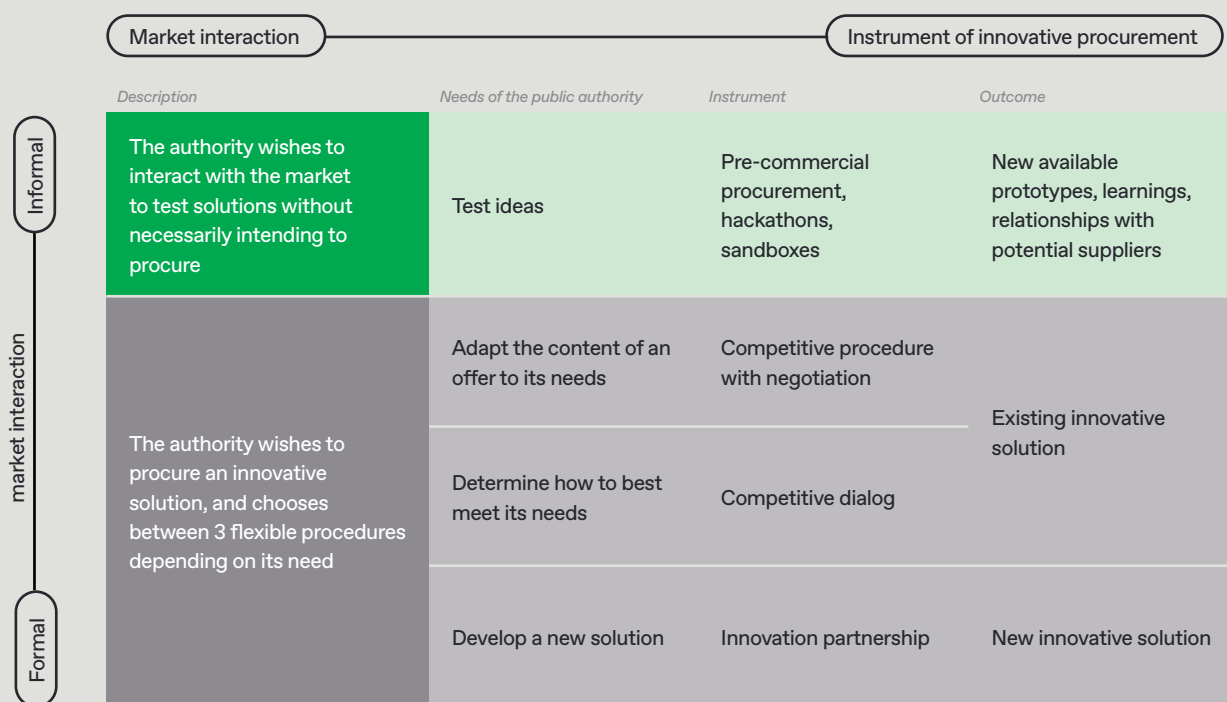 Market interaction
Instrument of innovative procurement
Description
Needs of the public authority
Instrument
Outcome
Informal
market interaction
Formal
The authority wishes to
interact with the market
to test solutions without
necessarily intending to
procure
Test ideas
Pre-commercial
procurement,
hackathons,
sandboxes
New available
prototypes, learnings,
relationships with
potential suppliers
The authority wishes to
procure an innovative
solution, and chooses
between 3 flexible procedures
depending on its need
Adapt the content of an
offer to its needs
Competitive procedure
with negotiation
Existing innovative
solution
Determine how to best
meet its needs
Competitive dialog
Develop a new solution
Innovation partnership
New innovative solution